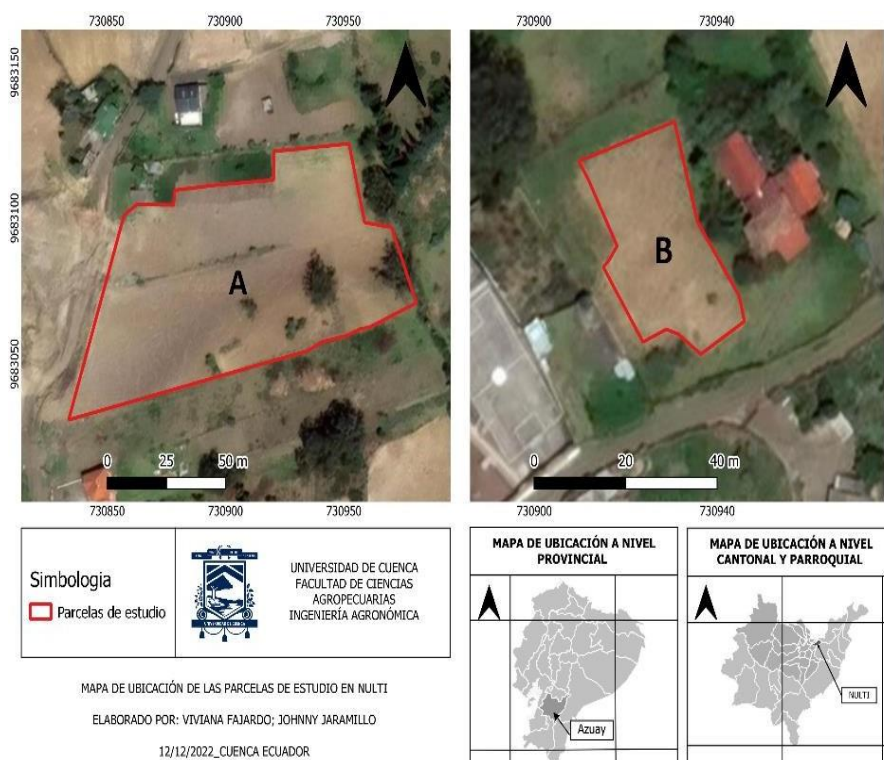 730850 730900 730950
730900 730940
9683150
9683100
9683050
A
B
0 25 50 m
0 20 40 m
730850 730900 730950
730900 730940
Simbologia
Parcelas de estudio
UNIVERSIDAD DE CUENCA
FACULTAD DE CIENCIAS
AGROPECUARIAS
INGENIERÍA AGRONÓMICA
MAPA DE UBICACIÓN DE LAS PARCELAS DE ESTUDIO EN NULTI
ELABORADO POR: VIVIANA FAJARDO; JOHNNY JARAMILLO
12/12/2022_CUENCA ECUADOR
MAPA DE UBICACIÓN A NIVEL
PROVINCIAL
Azuay
MAPA DE UBICACIÓN A NIVEL
CANTONAL Y PARROQUIAL
NULTI